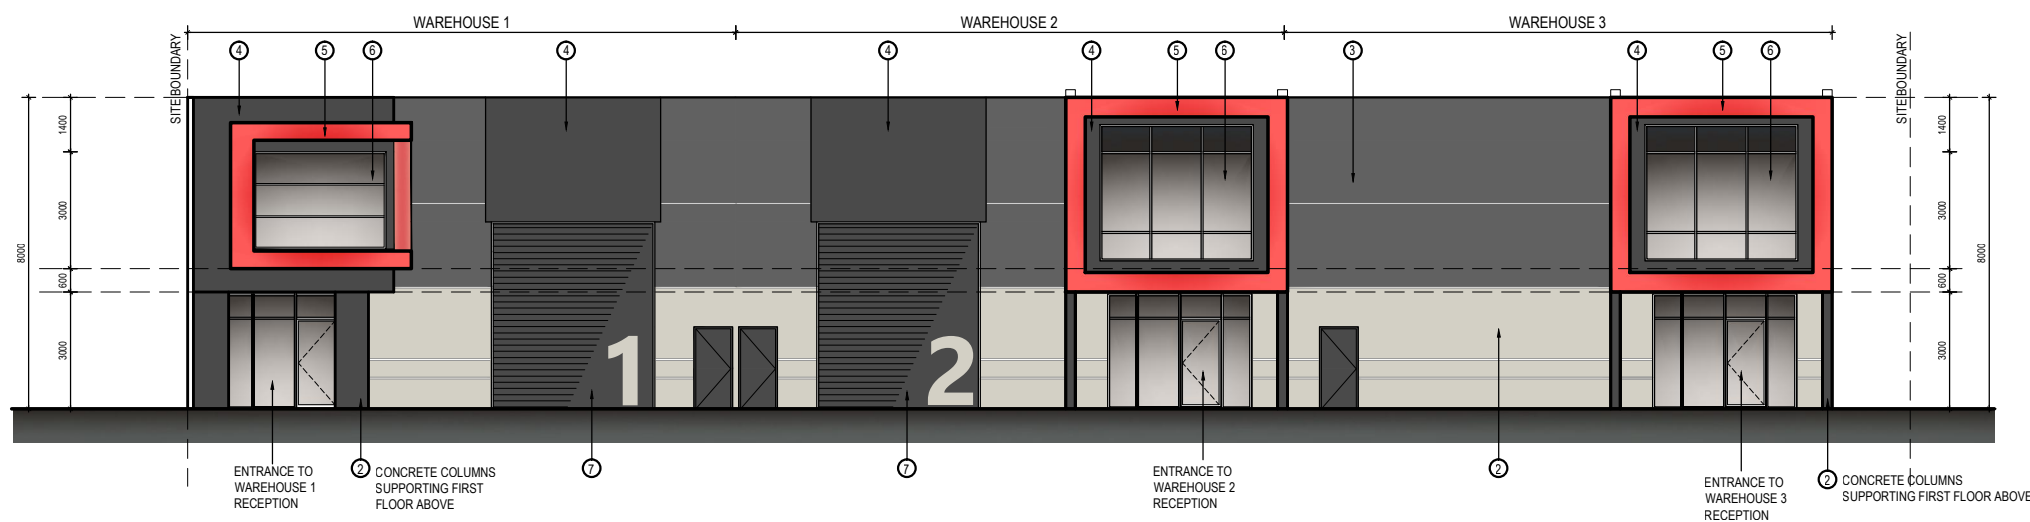 WAREHOUSE 1
WAREHOUSE 2
WAREHOUSE 3
SITE BOUNDARY
SITE BOUNDARY
4
5
6
4
4
4
5
6
3
4
5
6
8000
1400
3000
600
3000
1400
3000
600
3000
8000
1
2
ENTRANCE TO
WAREHOUSE 1
RECEPTION
2
CONCRETE COLUMNS
SUPPORTING FIRST
FLOOR ABOVE
7
7
ENTRANCE TO
WAREHOUSE 2
RECEPTION
2
ENTRANCE TO
WAREHOUSE 3
RECEPTION
2
CONCRETE COLUMNS
SUPPORTING FIRST FLOOR ABOVE